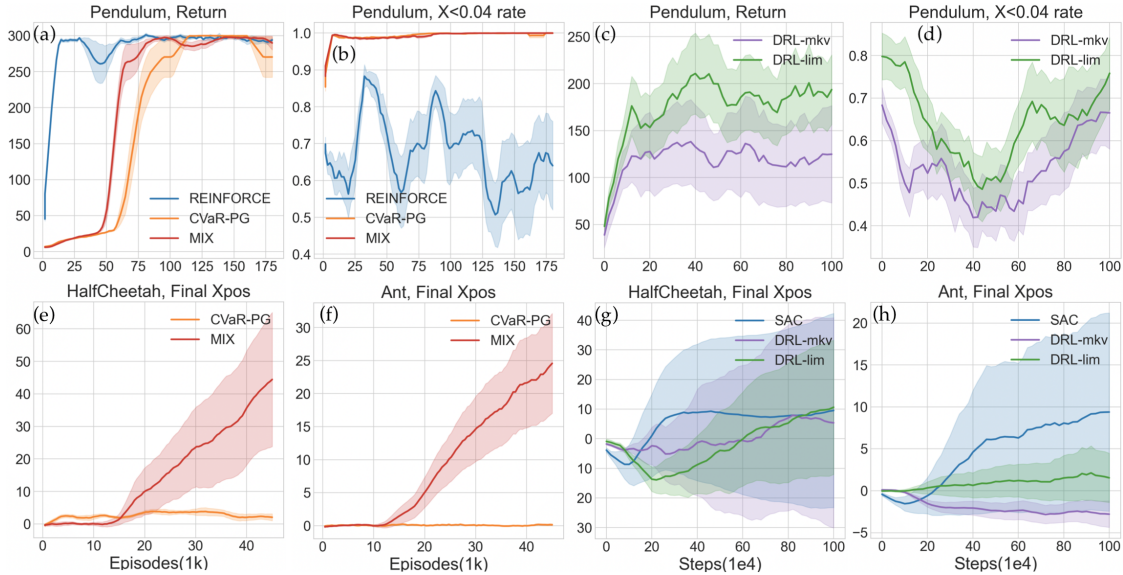 Pendulum, Return
(a)
300
250
200
150
100
50
0
REINFORCE
CVaR-PG
MIX
0 25 50 75 100 125 150 175
Pendulum, X<0.04 rate
(b)
1.0
0.9
0.8
0.7
0.6
0.5
0.4
REINFORCE
CVaR-PG
MIX
0 25 50 75 100 125 150 175
Pendulum, Return
(c)
DRL-mkv
DRL-lim
250
200
150
100
50
0 20 40 60 80 100
Pendulum, X<0.04 rate
(d)
DRL-mkv
DRL-lim
0.8
0.7
0.6
0.5
0.4
0 20 40 60 80 100
HalfCheetah, Final Xpos
(e)
CVaR-PG
MIX
60
50
40
30
20
10
0
0 10 20 30 40
Episodes(1k)
Ant, Final Xpos
(f)
CVaR-PG
MIX
30
25
20
15
10
5
0
0 10 20 30 40
Episodes(1k)
HalfCheetah, Final Xpos
(g)
SAC
DRL-mkv
DRL-lim
40
30
20
10
0
10
20
30
0 20 40 60 80 100
Steps(1e4)
Ant, Final Xpos
(h)
SAC
DRL-mkv
DRL-lim
20
15
10
5
0
−5
0 20 40 60 80 100
Steps(1e4)